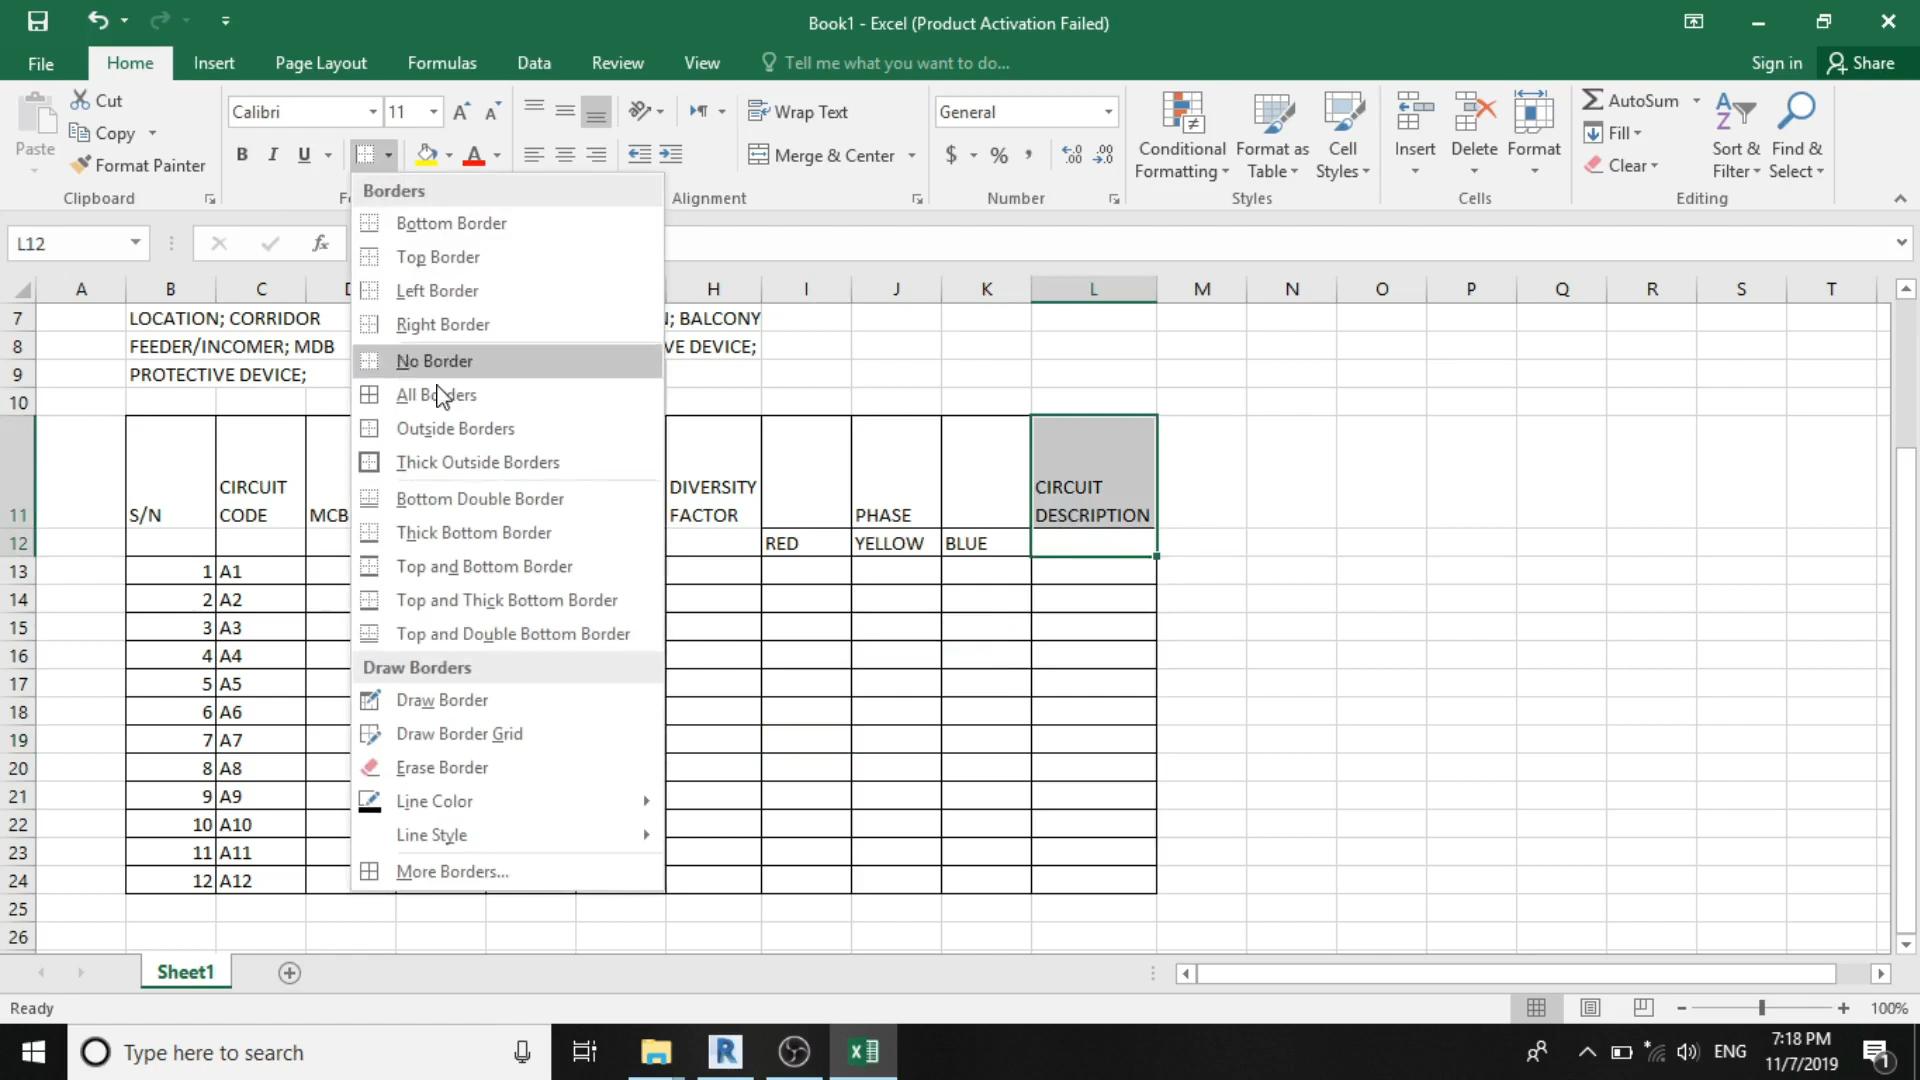 Book1 - Excel (Product Activation Failed)
File Home Insert Page Layout Formulas Data Review View Tell me what you want to do... Sign in Share
Paste
Cut
Copy
Format Painter
Clipboard
Calibri 11
B I U A
Wrap Text
Merge & Center
Alignment
General
$ % ,
Number
Conditional Formatting
Format as Table
Cell Styles
Styles
Insert Delete Format
Cells
AutoSum
Fill
Clear
Sort & Filter
Find & Select
Editing
L12 fx
Borders
Bottom Border
Top Border
Left Border
Right Border
No Border
All Borders
Outside Borders
Thick Outside Borders
Bottom Double Border
Thick Bottom Border
Top and Bottom Border
Top and Thick Bottom Border
Top and Double Bottom Border
Draw Borders
Draw Border
Draw Border Grid
Erase Border
Line Color
Line Style
More Borders...
A B C H I J K L M N O P Q R S T
7 LOCATION; CORRIDOR ; BALCONY
8 FEEDER/INCOMER; MDB VE DEVICE;
9 PROTECTIVE DEVICE;
10
11 S/N CIRCUIT CODE MCB DIVERSITY FACTOR PHASE CIRCUIT DESCRIPTION
12 RED YELLOW BLUE
13 1 A1
14 2 A2
15 3 A3
16 4 A4
17 5 A5
18 6 A6
19 7 A7
20 8 A8
21 9 A9
22 10 A10
23 11 A11
24 12 A12
25
26
Sheet1
Ready 100%
Type here to search ENG 7:18 PM
11/7/2019 1